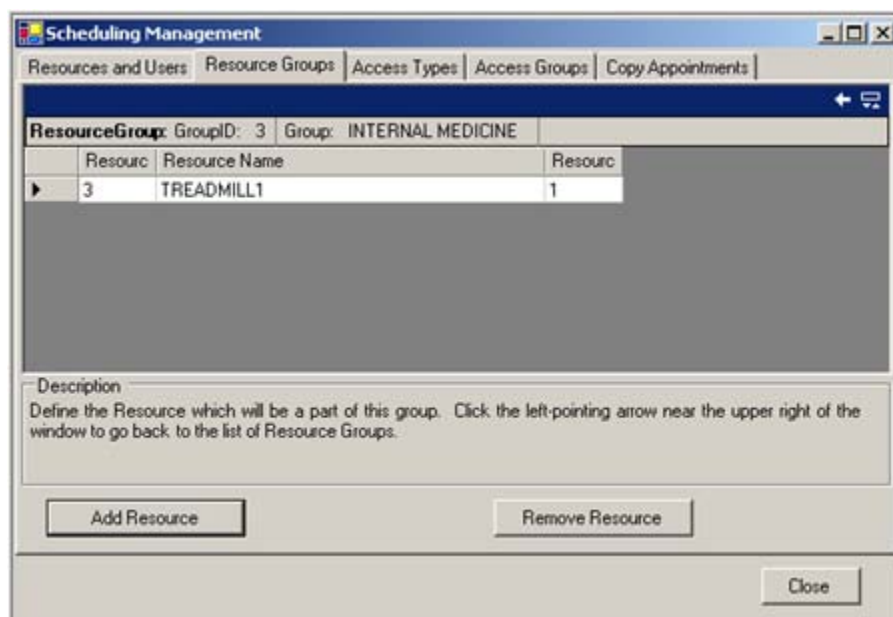 Scheduling Management
Resources and Users Resource Groups Access Types Access Groups Copy Appointments
ResourceGroup: GroupID: 3 Group: INTERNAL MEDICINE
Resourc Resource Name Resourc
3 TREADMILL1 1
Description
Define the Resource which will be a part of this group. Click the left-pointing arrow near the upper right of the
window to go back to the list of Resource Groups.
Add Resource Remove Resource
Close